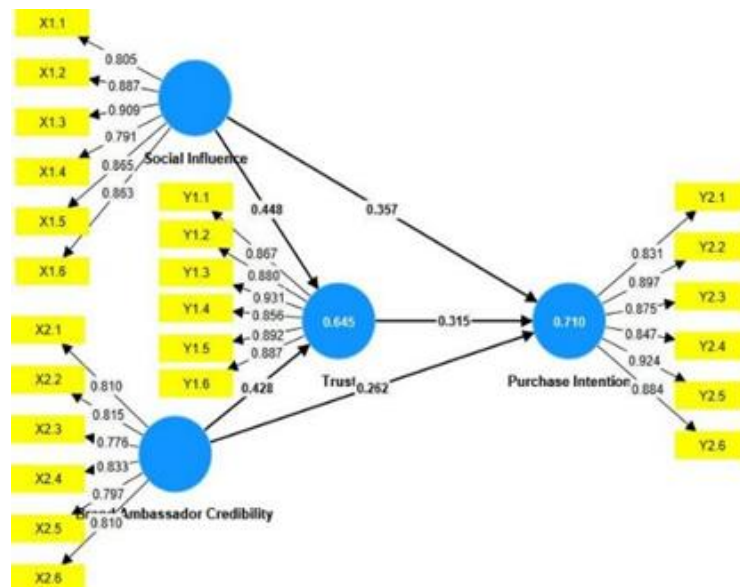 X1.1
0.805
X1.2
0.887
X1.3
0.909
X1.4
0.791
X1.5
0.865
X1.6
0.863
Social Influence
0.448
0.357
Y1.1
0.867
Y1.2
0.880
Y1.3
0.931
Y1.4
0.856
Y1.5
0.892
Y1.6
0.887
0.645
Trust
0.315
0.710
Purchase Intention
Y2.1
0.831
Y2.2
0.897
Y2.3
0.875
Y2.4
0.847
Y2.5
0.924
Y2.6
0.884
0.428
0.262
X2.1
0.810
X2.2
0.815
X2.3
0.776
X2.4
0.833
X2.5
0.797
X2.6
0.810
Brand Ambassador Credibility